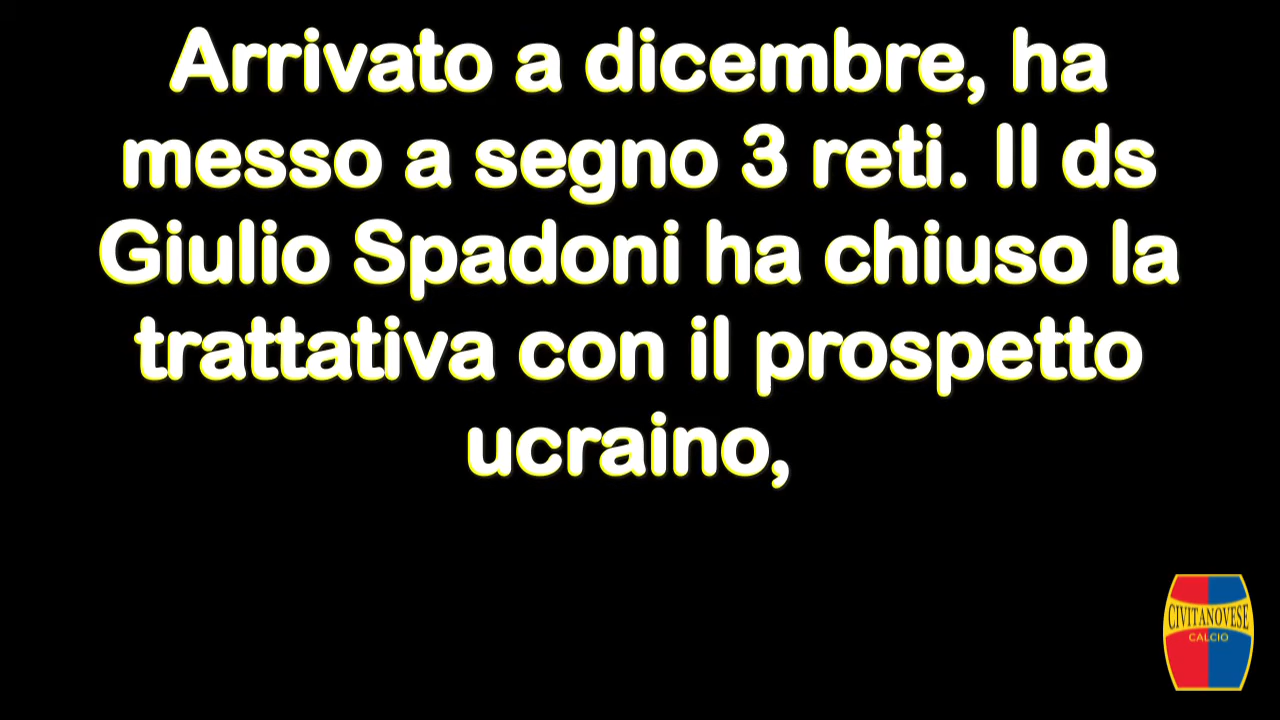 Arrivato a dicembre, ha
messo a segno 3 reti. Il ds
Giulio Spadoni ha chiuso la
trattativa con il prospetto
ucraino,
CIVITANOVESE
CALCIO